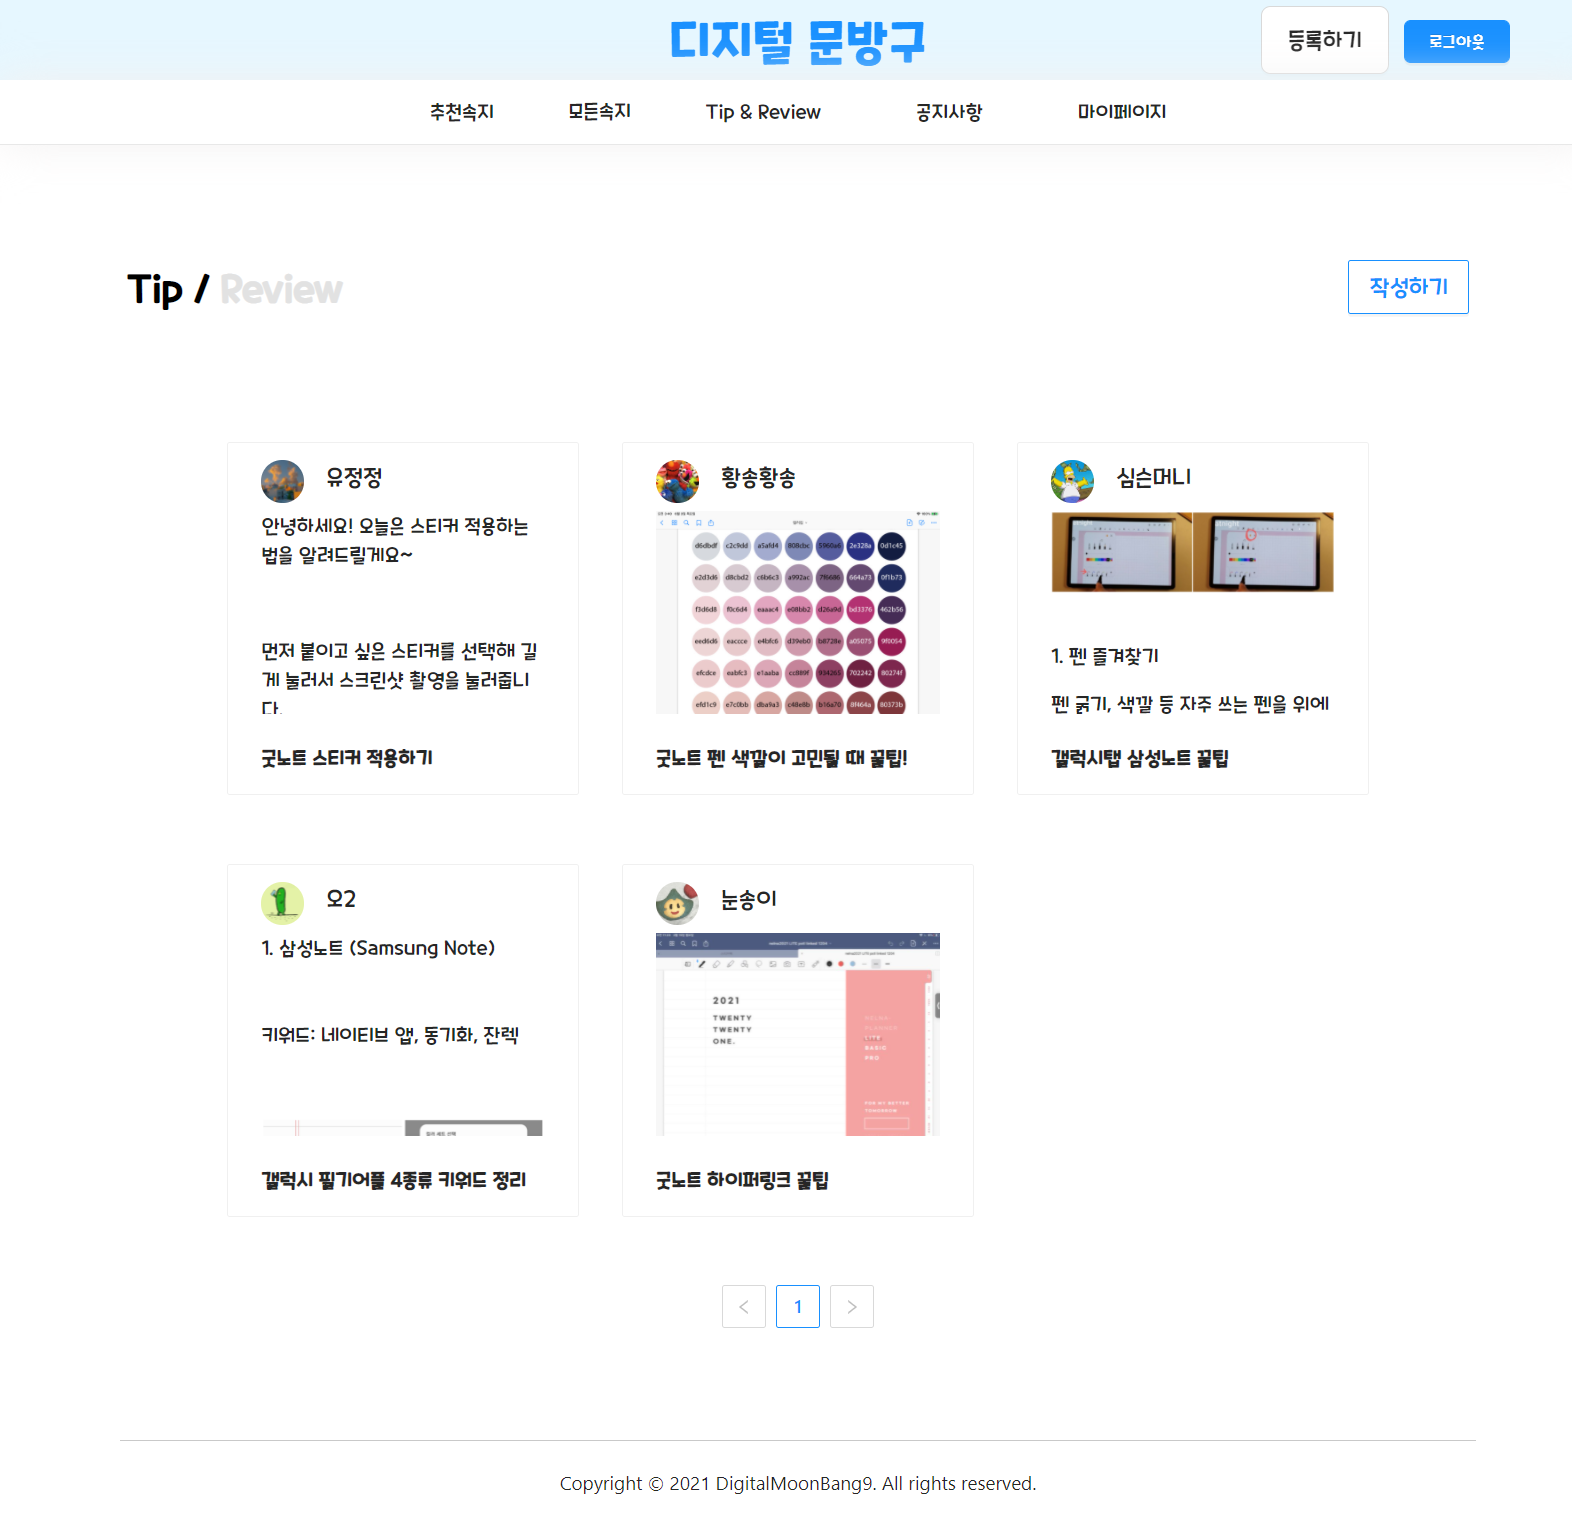 디지털 문방구
등록하기
로그아웃
추천속지
모든속지
Tip & Review
공지사항
마이페이지
Tip / Review
작성하기
유정정
안녕하세요! 오늘은 스티커 적용하는
법을 알려드릴게요~
먼저 붙이고 싶은 스티커를 선택해 길
게 눌러서 스크린샷 촬영을 눌러줍니
다.
굿노트 스티커 적용하기
황송황송
d6dbdf c2c9dd a5afd4 808cbc 5960a6 2e328a 0d1c45
e2d3d6 d8cbd2 c6b6c3 a992ac 7f6686 664a73 0f1b73
f3d6d8 f0c6d4 eaaac4 e08bb2 d26a9d bd3376 462b56
eed6d6 eaccce e4bfc6 d39eb0 b8728e a05075 9f0054
efcdce eabfc3 e1aaba cc889f 934265 702242 80274f
efd1c9 e7c0bb dba9a3 c48e8b b16a70 8f464a 80373b
굿노트 펜 색깔이 고민될 때 꿀팁!
심슨머니
1. 펜 즐겨찾기
펜 굵기, 색깔 등 자주 쓰는 펜을 위에
갤럭시탭 삼성노트 꿀팁
오2
1. 삼성노트 (Samsung Note)
키워드: 네이티브 앱, 동기화, 잔렉
갤럭시 필기어플 4종류 키워드 정리
눈송이
2021
TWENTY
TWENTY
ONE.
굿노트 하이퍼링크 꿀팁
1
Copyright © 2021 DigitalMoonBang9. All rights reserved.